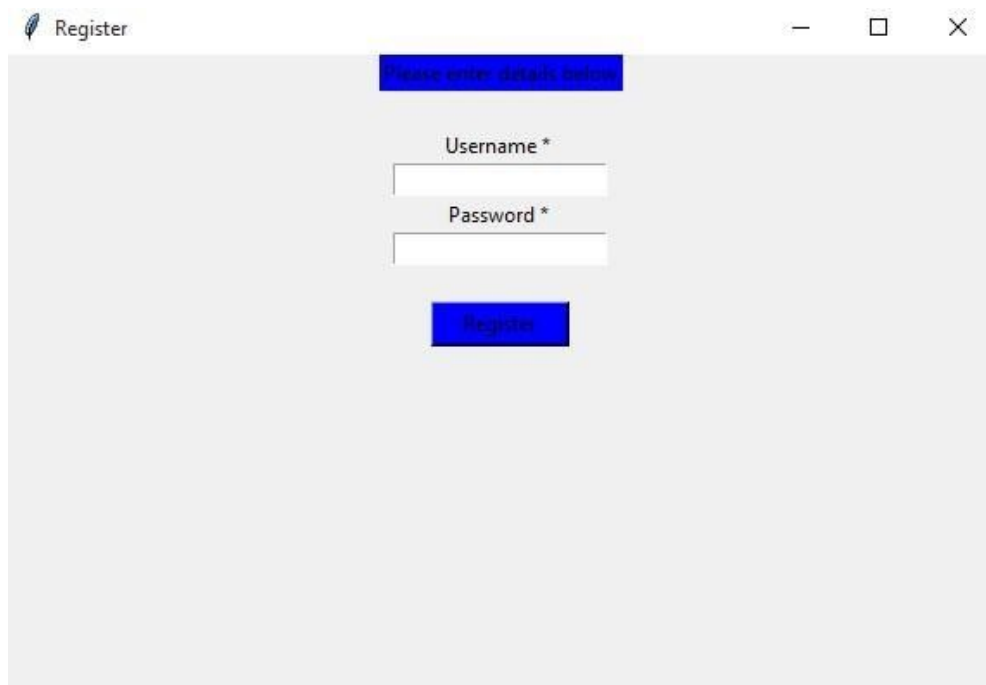 Register
Please enter details below
Username *
Password *
Register